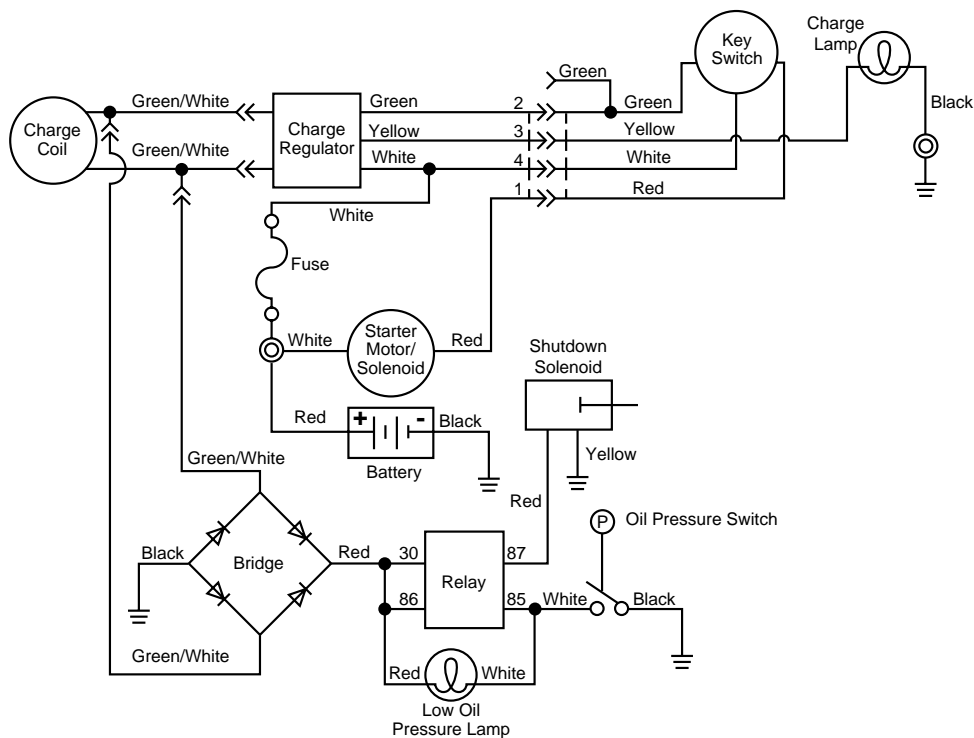 Charge
Lamp
Key
Switch
Green
Green/White
Green
2
Green
Black
Charge
Coil
Charge
Regulator
Yellow
3
Yellow
Green/White
White
4
White
1
Red
White
Fuse
White
Starter
Motor/
Solenoid
Red
Shutdown
Solenoid
Red
+
-
Black
Battery
Yellow
Green/White
Red
P
Oil Pressure Switch
Black
Bridge
Red
30
Relay
87
86
85
White
Black
Green/White
Red
White
Low Oil
Pressure Lamp